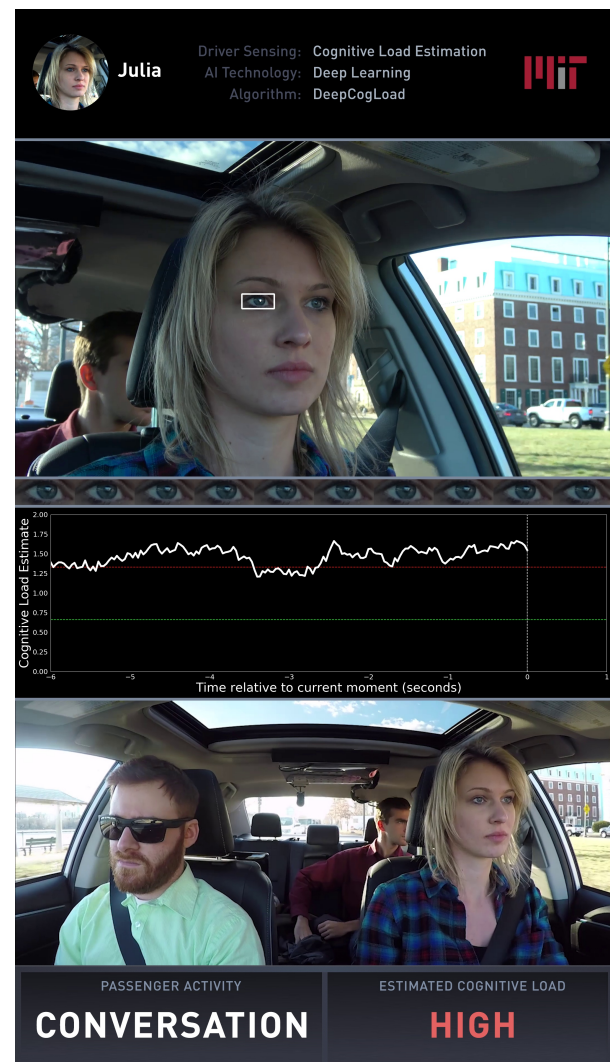 Julia
Driver Sensing: Cognitive Load Estimation
AI Technology: Deep Learning
Algorithm: DeepCogLoad
MIT
Cognitive Load Estimate
2.00
1.75
1.50
1.25
1.00
0.75
0.50
0.25
0.00
−6 −5 −4 −3 −2 −1 0 1
Time relative to current moment (seconds)
PASSENGER ACTIVITY
CONVERSATION
ESTIMATED COGNITIVE LOAD
HIGH